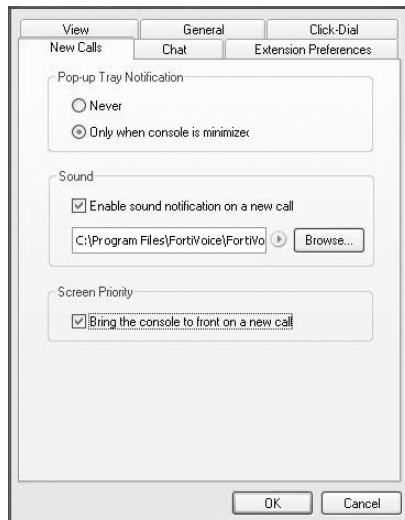 View General Click-Dial
New Calls Chat Extension Preferences
Pop-up Tray Notification
Never
Only when console is minimizec
Sound
Enable sound notification on a new call
C:\Program Files\FortiVoice\FortiVo Browse...
Screen Priority
Bring the console to front on a new call
OK Cancel